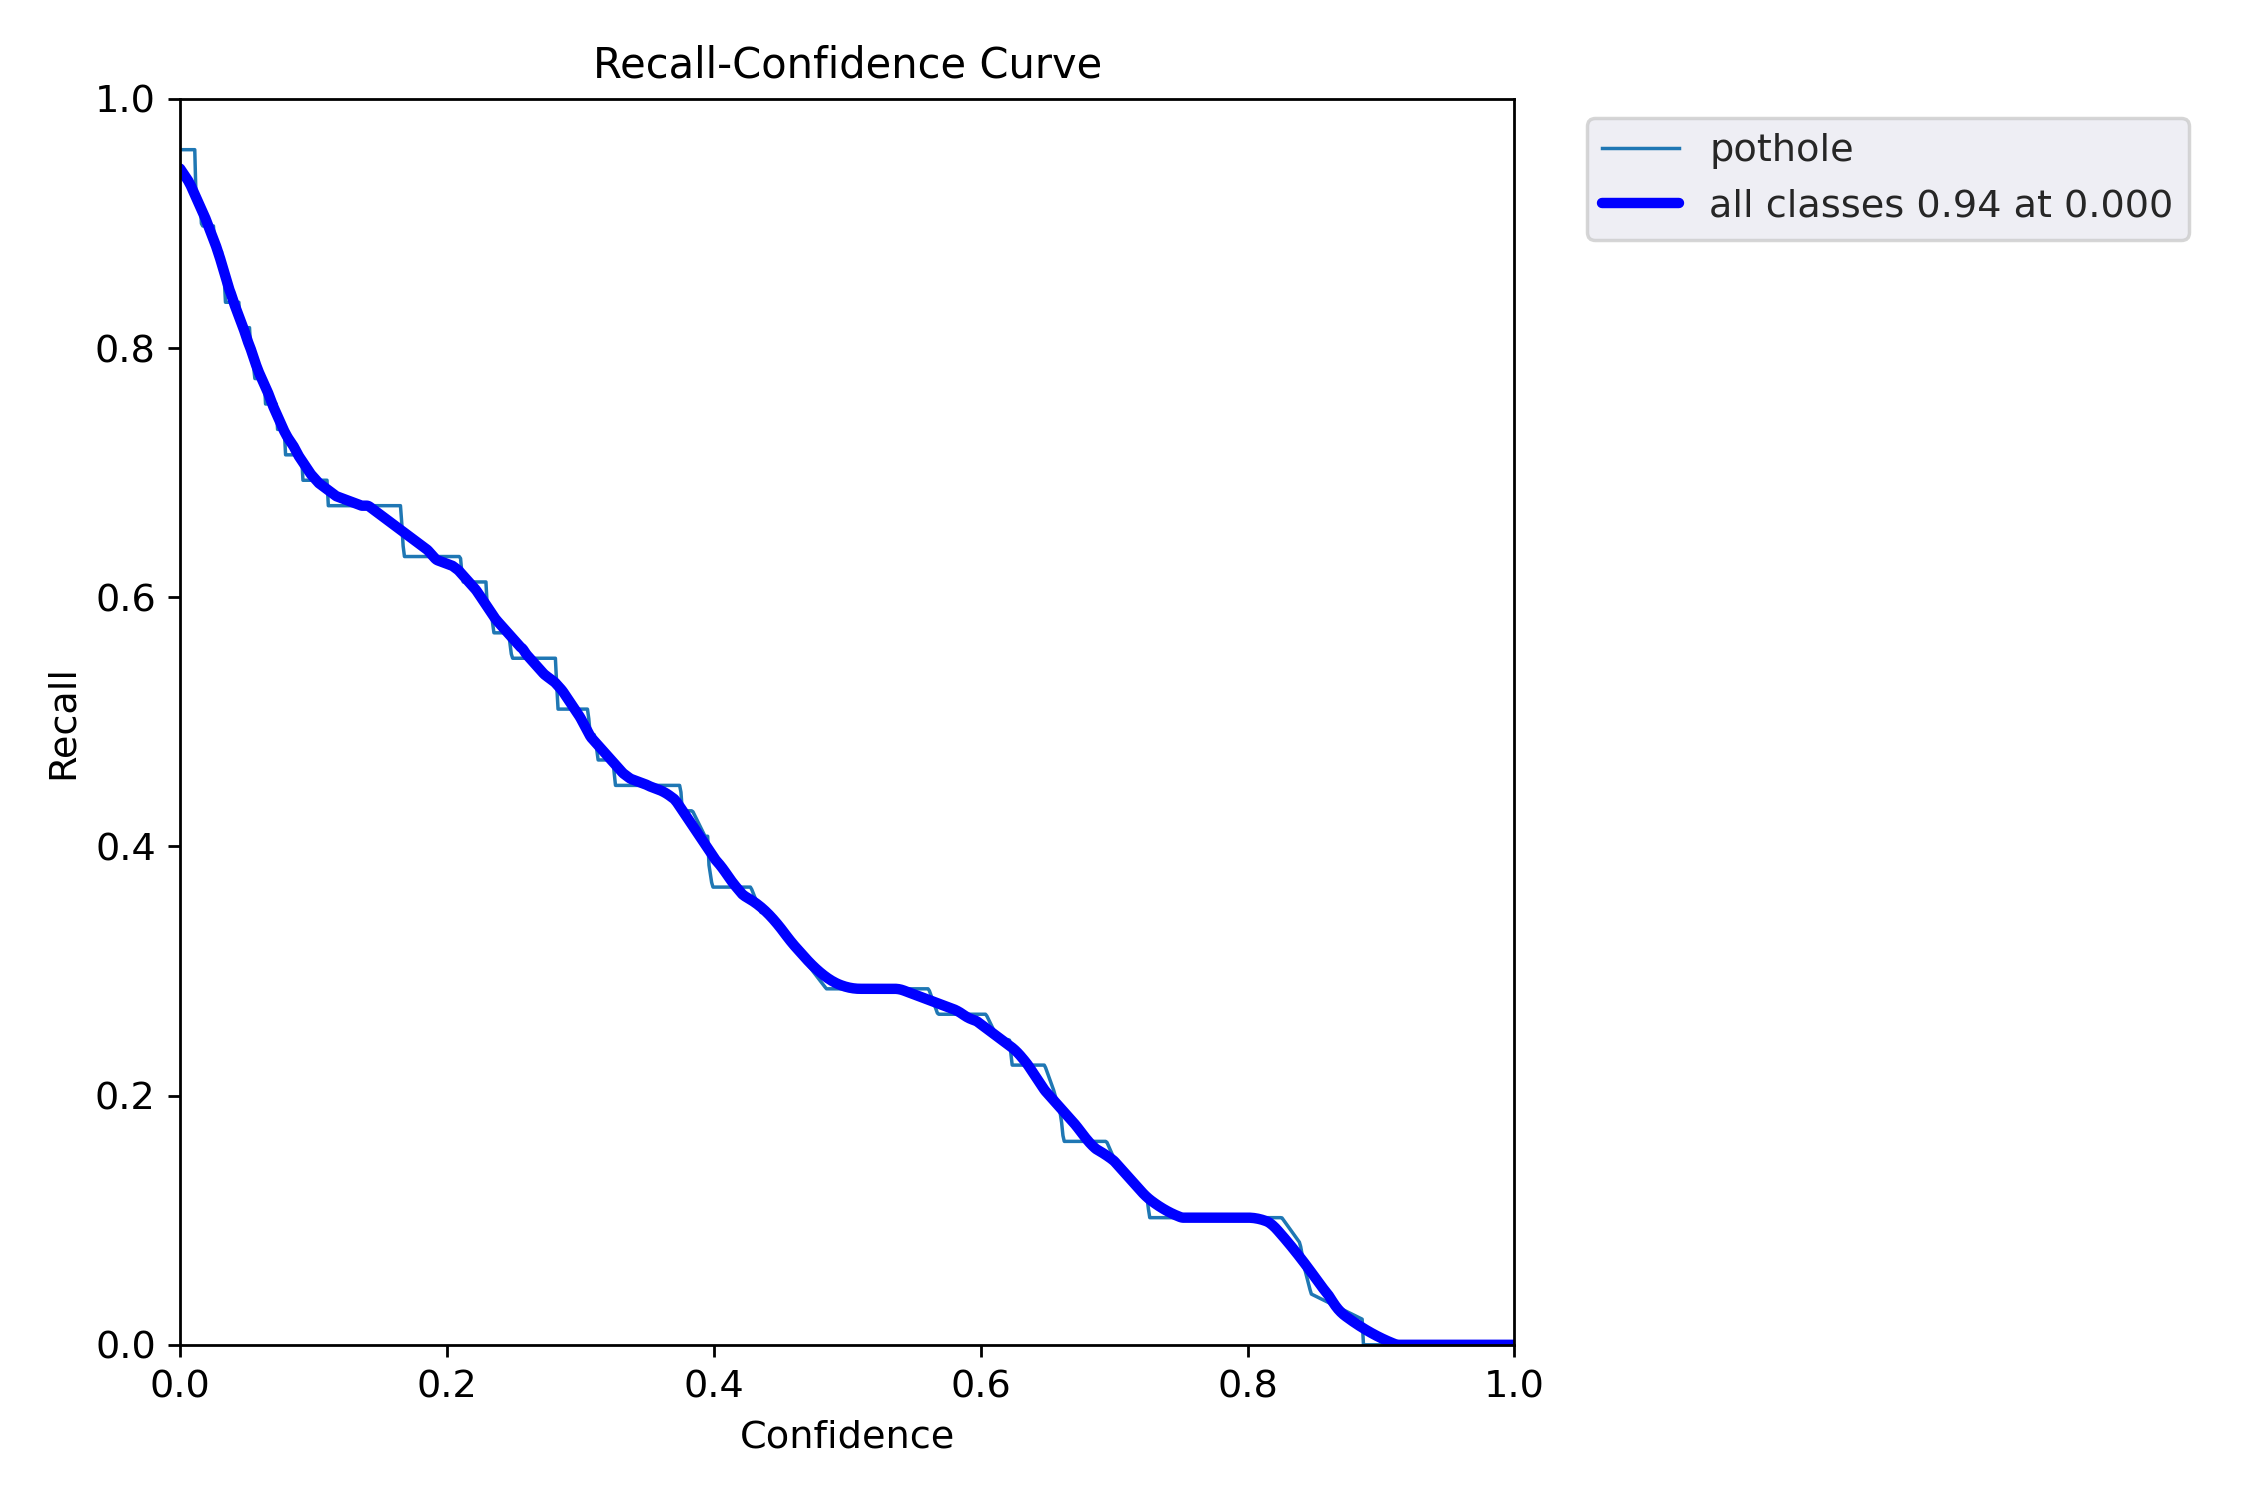 Recall-Confidence Curve
1.0
0.8
0.6
0.4
0.2
0.0
Recall
0.0 0.2 0.4 0.6 0.8 1.0
Confidence
pothole
all classes 0.94 at 0.000